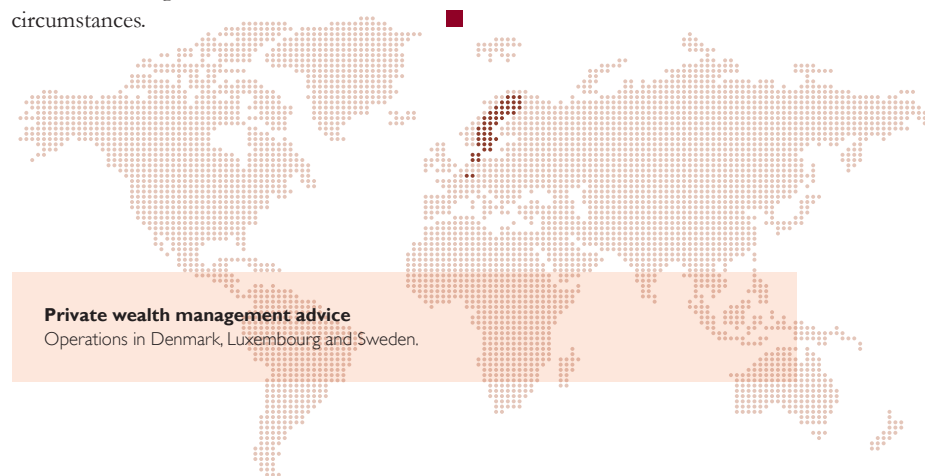 circumstances.
Private wealth management advice
Operations in Denmark, Luxembourg and Sweden.